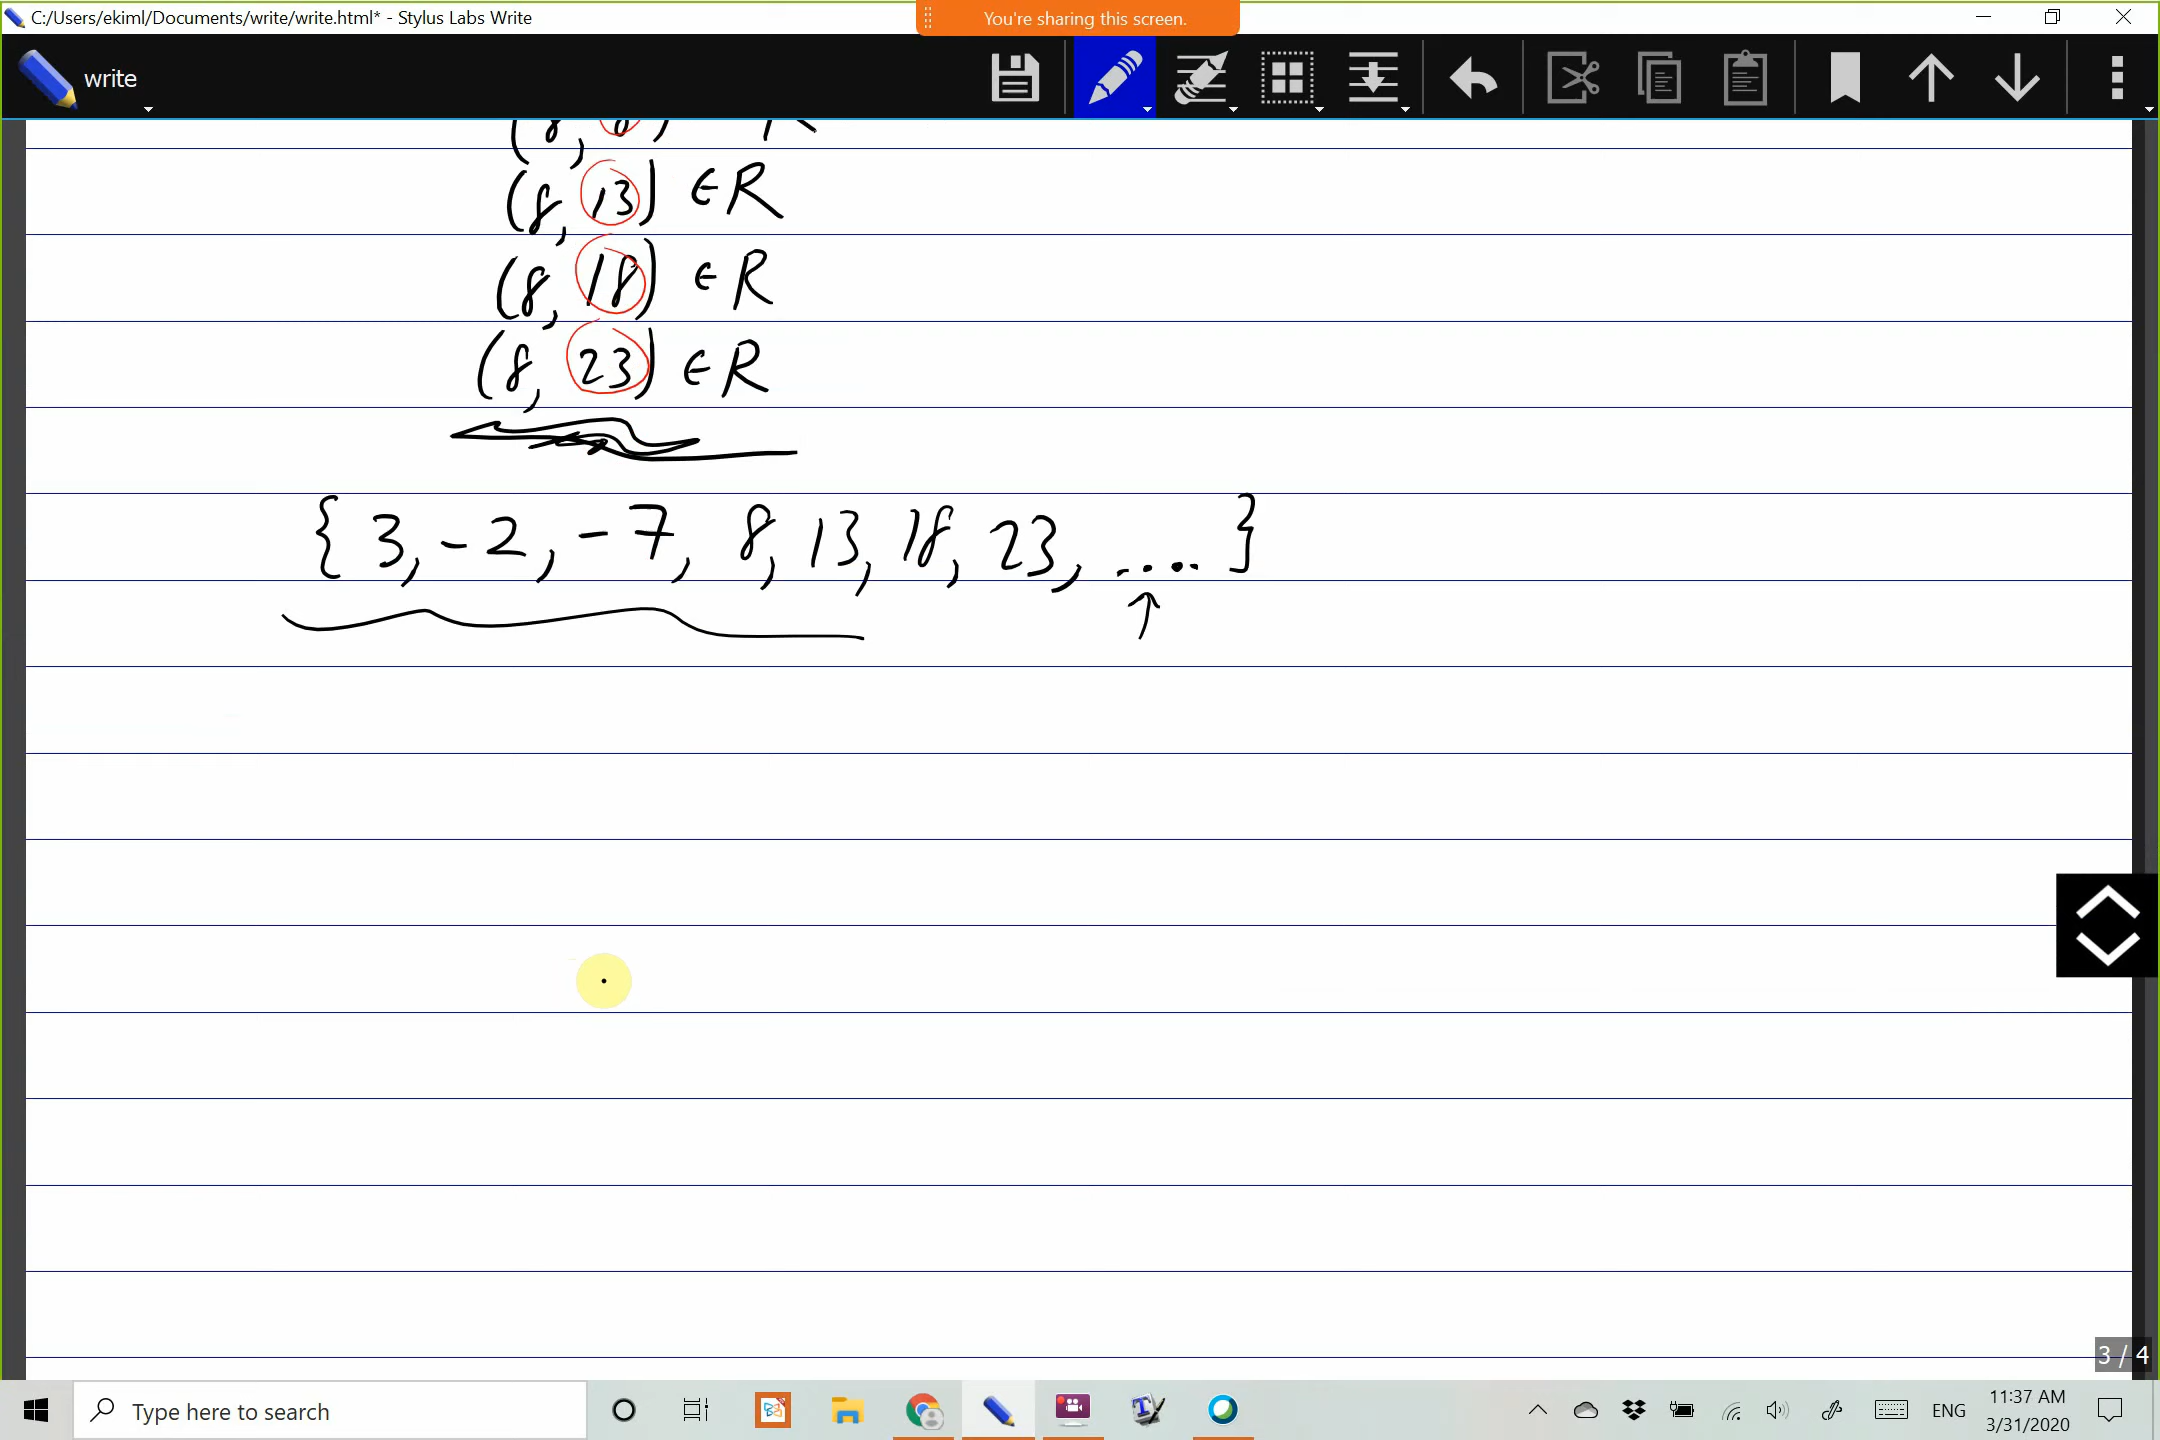 C:/Users/ekiml/Documents/write/write.html* - Stylus Labs Write
You're sharing this screen.
write
(8, 13) ∈ R
(8, 18) ∈ R
(8, 23) ∈ R
{ 3, -2, -7, 8, 13, 18, 23, .... }
3 / 4
Type here to search
ENG
11:37 AM
3/31/2020